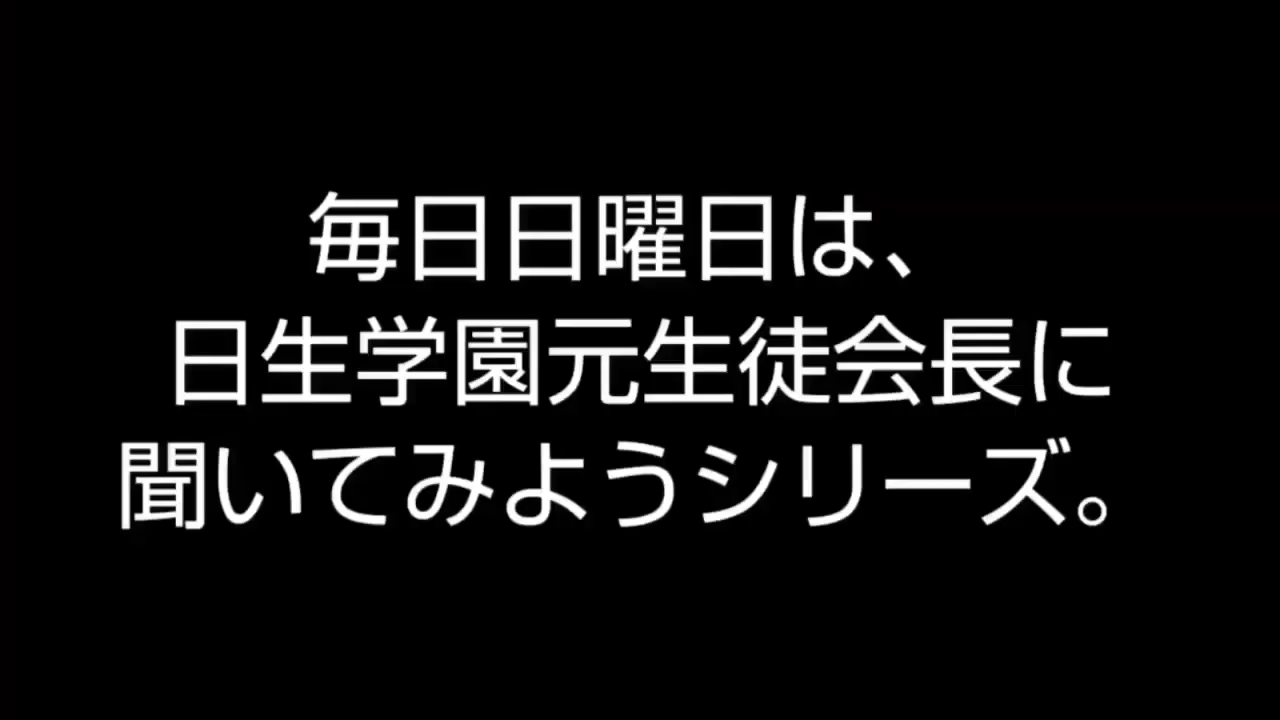 毎日日曜日は、
日生学園元生徒会長に
聞いてみようシリーズ。